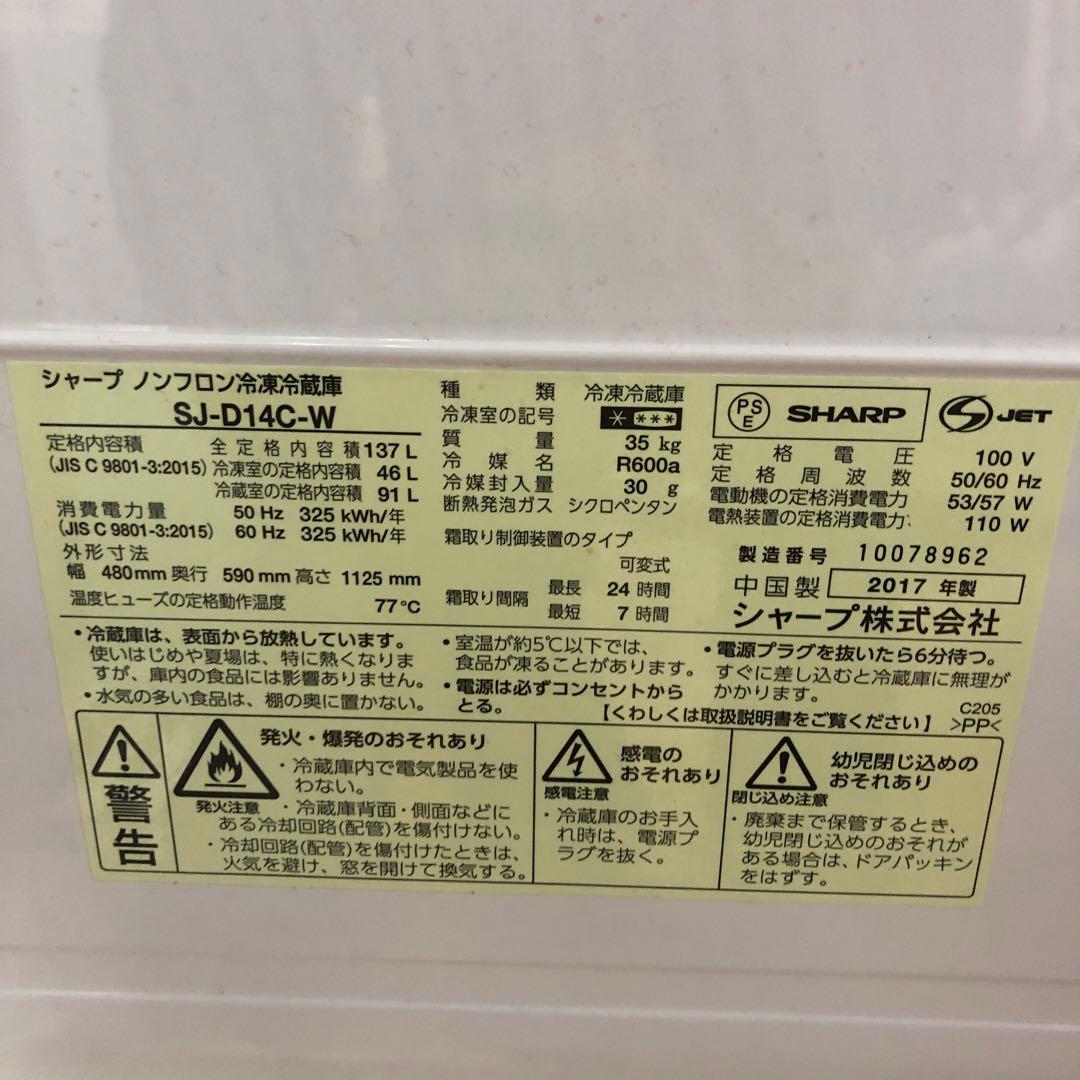 シャープ ノンフロン冷凍冷蔵庫
SJ-D14C-W
定格内容積 全定格内容積 137 L
(JIS C 9801-3:2015) 冷凍室の定格内容積 46 L
冷蔵室の定格内容積 91 L
消費電力量 50 Hz 325 kWh/年
(JIS C 9801-3:2015) 60 Hz 325 kWh/年
外形寸法
幅 480mm 奥行 590mm 高さ 1125 mm
温度ヒューズの定格動作温度 77℃
種類 冷凍冷蔵庫
冷凍室の記号 * ***
質量 35 kg
冷媒名 R600a
冷媒封入量 30 g
断熱発泡ガス シクロペンタン
霜取り制御装置のタイプ
可変式
霜取り間隔 最長 24 時間
最短 7 時間
PSE SHARP S JET
定格電圧 100 V
定格周波数 50/60 Hz
電動機の定格消費電力 53/57 W
電熱装置の定格消費電力 110 W
製造番号 10078962
中国製 2017 年製
シャープ株式会社
・冷蔵庫は、表面から放熱しています。
使いはじめや夏場は、特に熱くなりま
すが、庫内の食品には影響ありません。
・水気の多い食品は、棚の奥に置かない。
・室温が約5℃以下では、
食品が凍ることがあります。
・電源は必ずコンセントから
とる。
・電源プラグを抜いたら6分待つ。
すぐに差し込むと冷蔵庫に無理が
かかります。
【くわしくは取扱説明書をご覧ください】
C205
>PP<
警告
発火・爆発のおそれあり
発火注意
・冷蔵庫内で電気製品を使
わない。
・冷蔵庫背面・側面などに
ある冷却回路(配管)を傷付けない。
・冷却回路(配管)を傷付けたときは、
火気を避け、窓を開けて換気する。
感電の
おそれあり
感電注意
・冷蔵庫のお手入
れ時は、電源プ
ラグを抜く。
幼児閉じ込めの
おそれあり
閉じ込め注意
・廃棄まで保管するとき、
幼児閉じ込めのおそれが
ある場合は、ドアパッキン
をはずす。